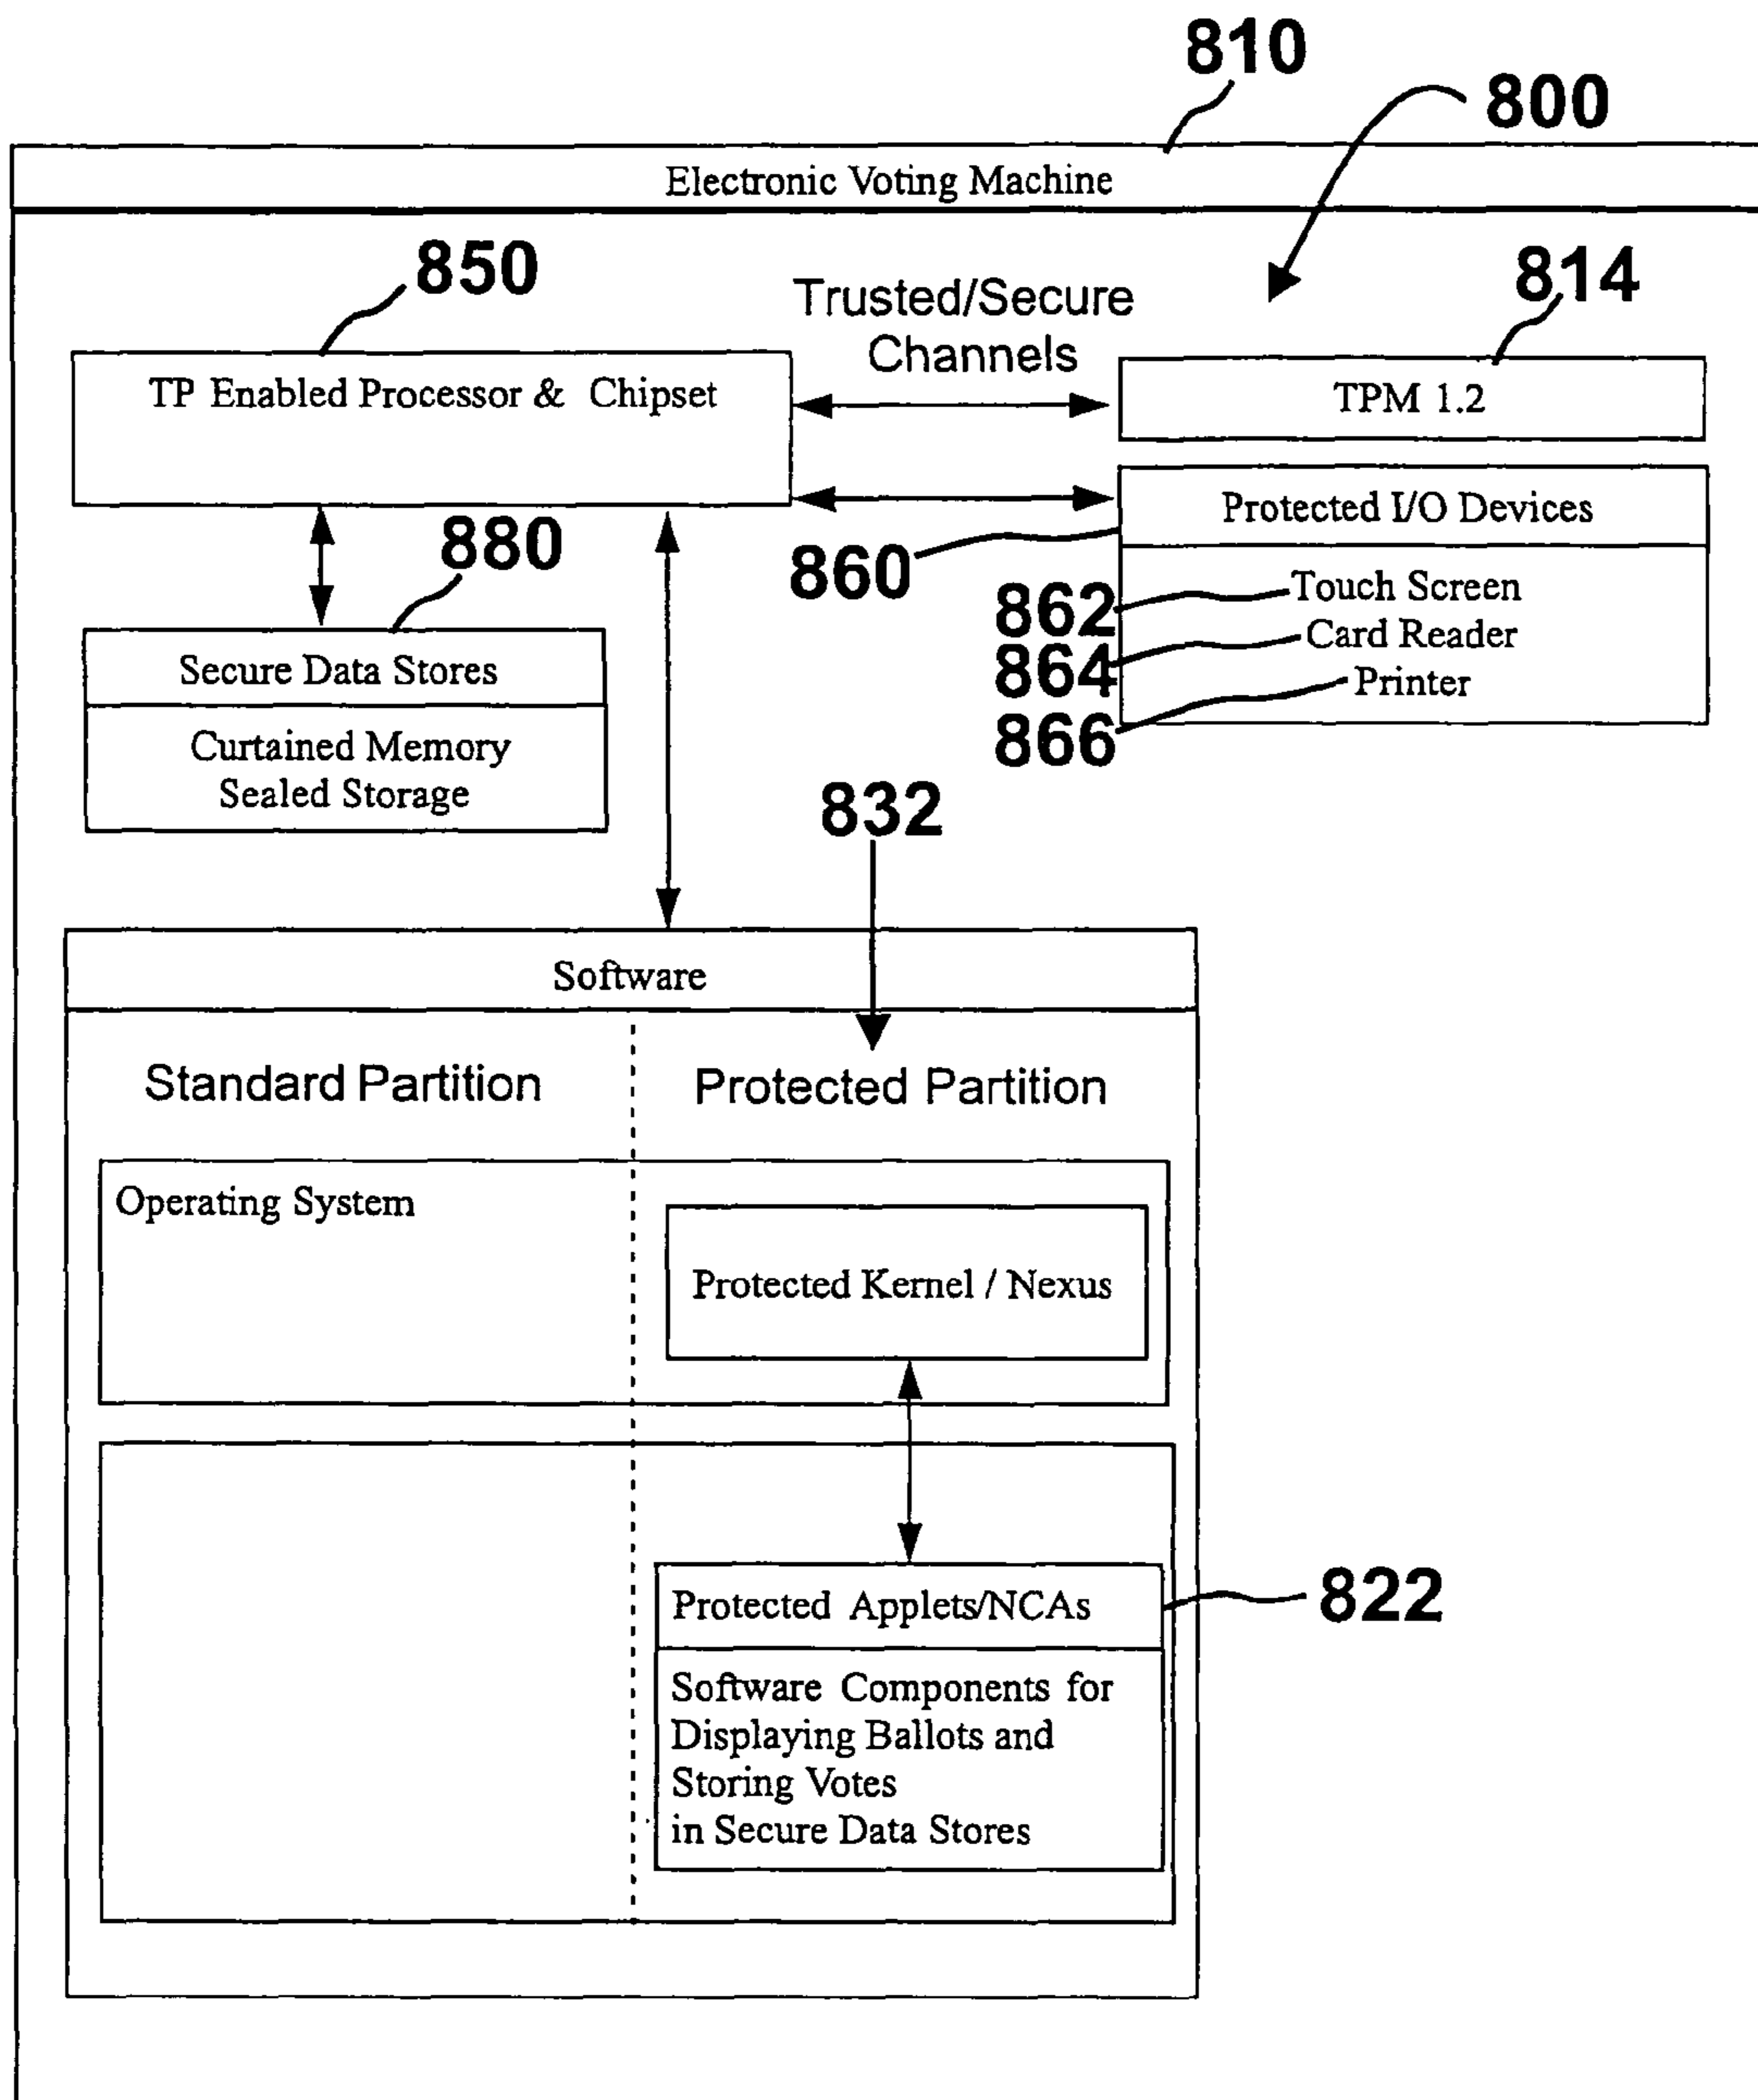 810
800
Electronic Voting Machine
850
Trusted/Secure
Channels
814
TP Enabled Processor & Chipset
TPM 1.2
Protected I/O Devices
880
860
862
Touch Screen
864
Card Reader
866
Printer
Secure Data Stores
Curtained Memory
Sealed Storage
832
Software
Standard Partition
Protected Partition
Operating System
Protected Kernel / Nexus
Protected Applets/NCAs
822
Software Components for
Displaying Ballots and
Storing Votes
in Secure Data Stores